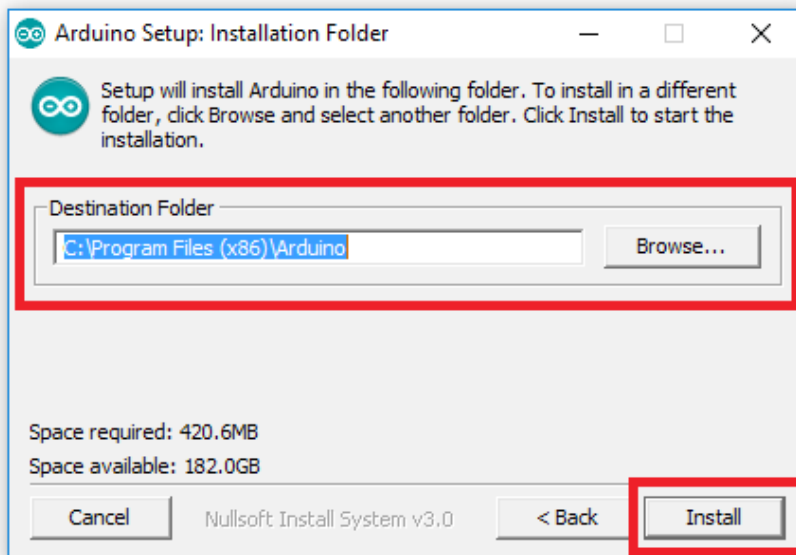 Arduino Setup: Installation Folder
Setup will install Arduino in the following folder. To install in a different
folder, click Browse and select another folder. Click Install to start the
installation.
Destination Folder
C:\Program Files (x86)\Arduino
Browse...
Space required: 420.6MB
Space available: 182.0GB
Cancel
Nullsoft Install System v3.0
< Back
Install